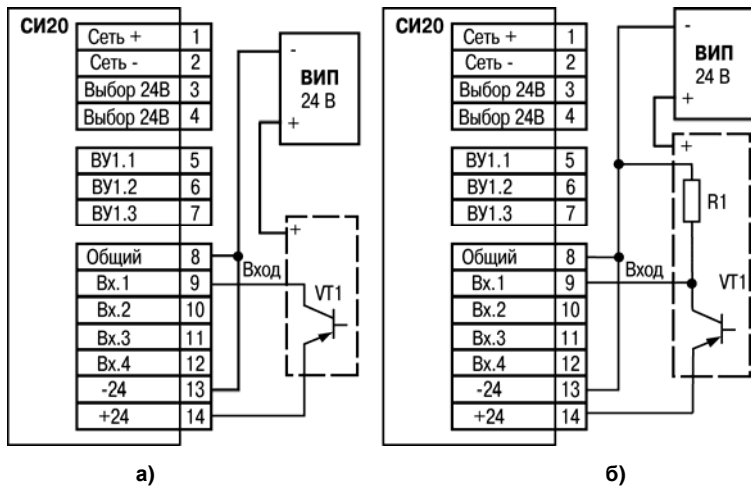 СИ20
Сеть + 1
Сеть - 2
Выбор 24В 3
Выбор 24В 4
ВУ1.1 5
ВУ1.2 6
ВУ1.3 7
Общий 8
Вх.1 9
Вх.2 10
Вх.3 11
Вх.4 12
-24 13
+24 14
-
ВИП
24 В
+
+
Вход
VT1
а)
СИ20
Сеть + 1
Сеть - 2
Выбор 24В 3
Выбор 24В 4
ВУ1.1 5
ВУ1.2 6
ВУ1.3 7
Общий 8
Вх.1 9
Вх.2 10
Вх.3 11
Вх.4 12
-24 13
+24 14
-
ВИП
24 В
+
+
R1
Вход
VT1
б)